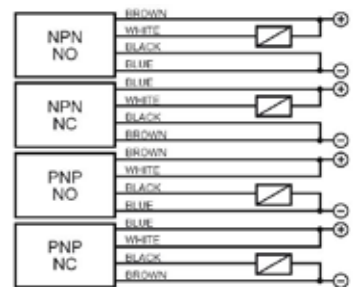 NPN
NO
BROWN
WHITE
BLACK
BLUE
+
-
NPN
NC
BLUE
WHITE
BLACK
BROWN
+
-
PNP
NO
BROWN
WHITE
BLACK
BLUE
+
-
PNP
NC
BLUE
WHITE
BLACK
BROWN
+
-